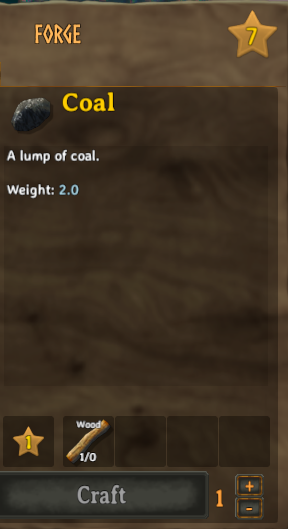 FORGE
7
Coal
A lump of coal.
Weight: 2.0
1
Wood
1/0
Craft
1
+
-